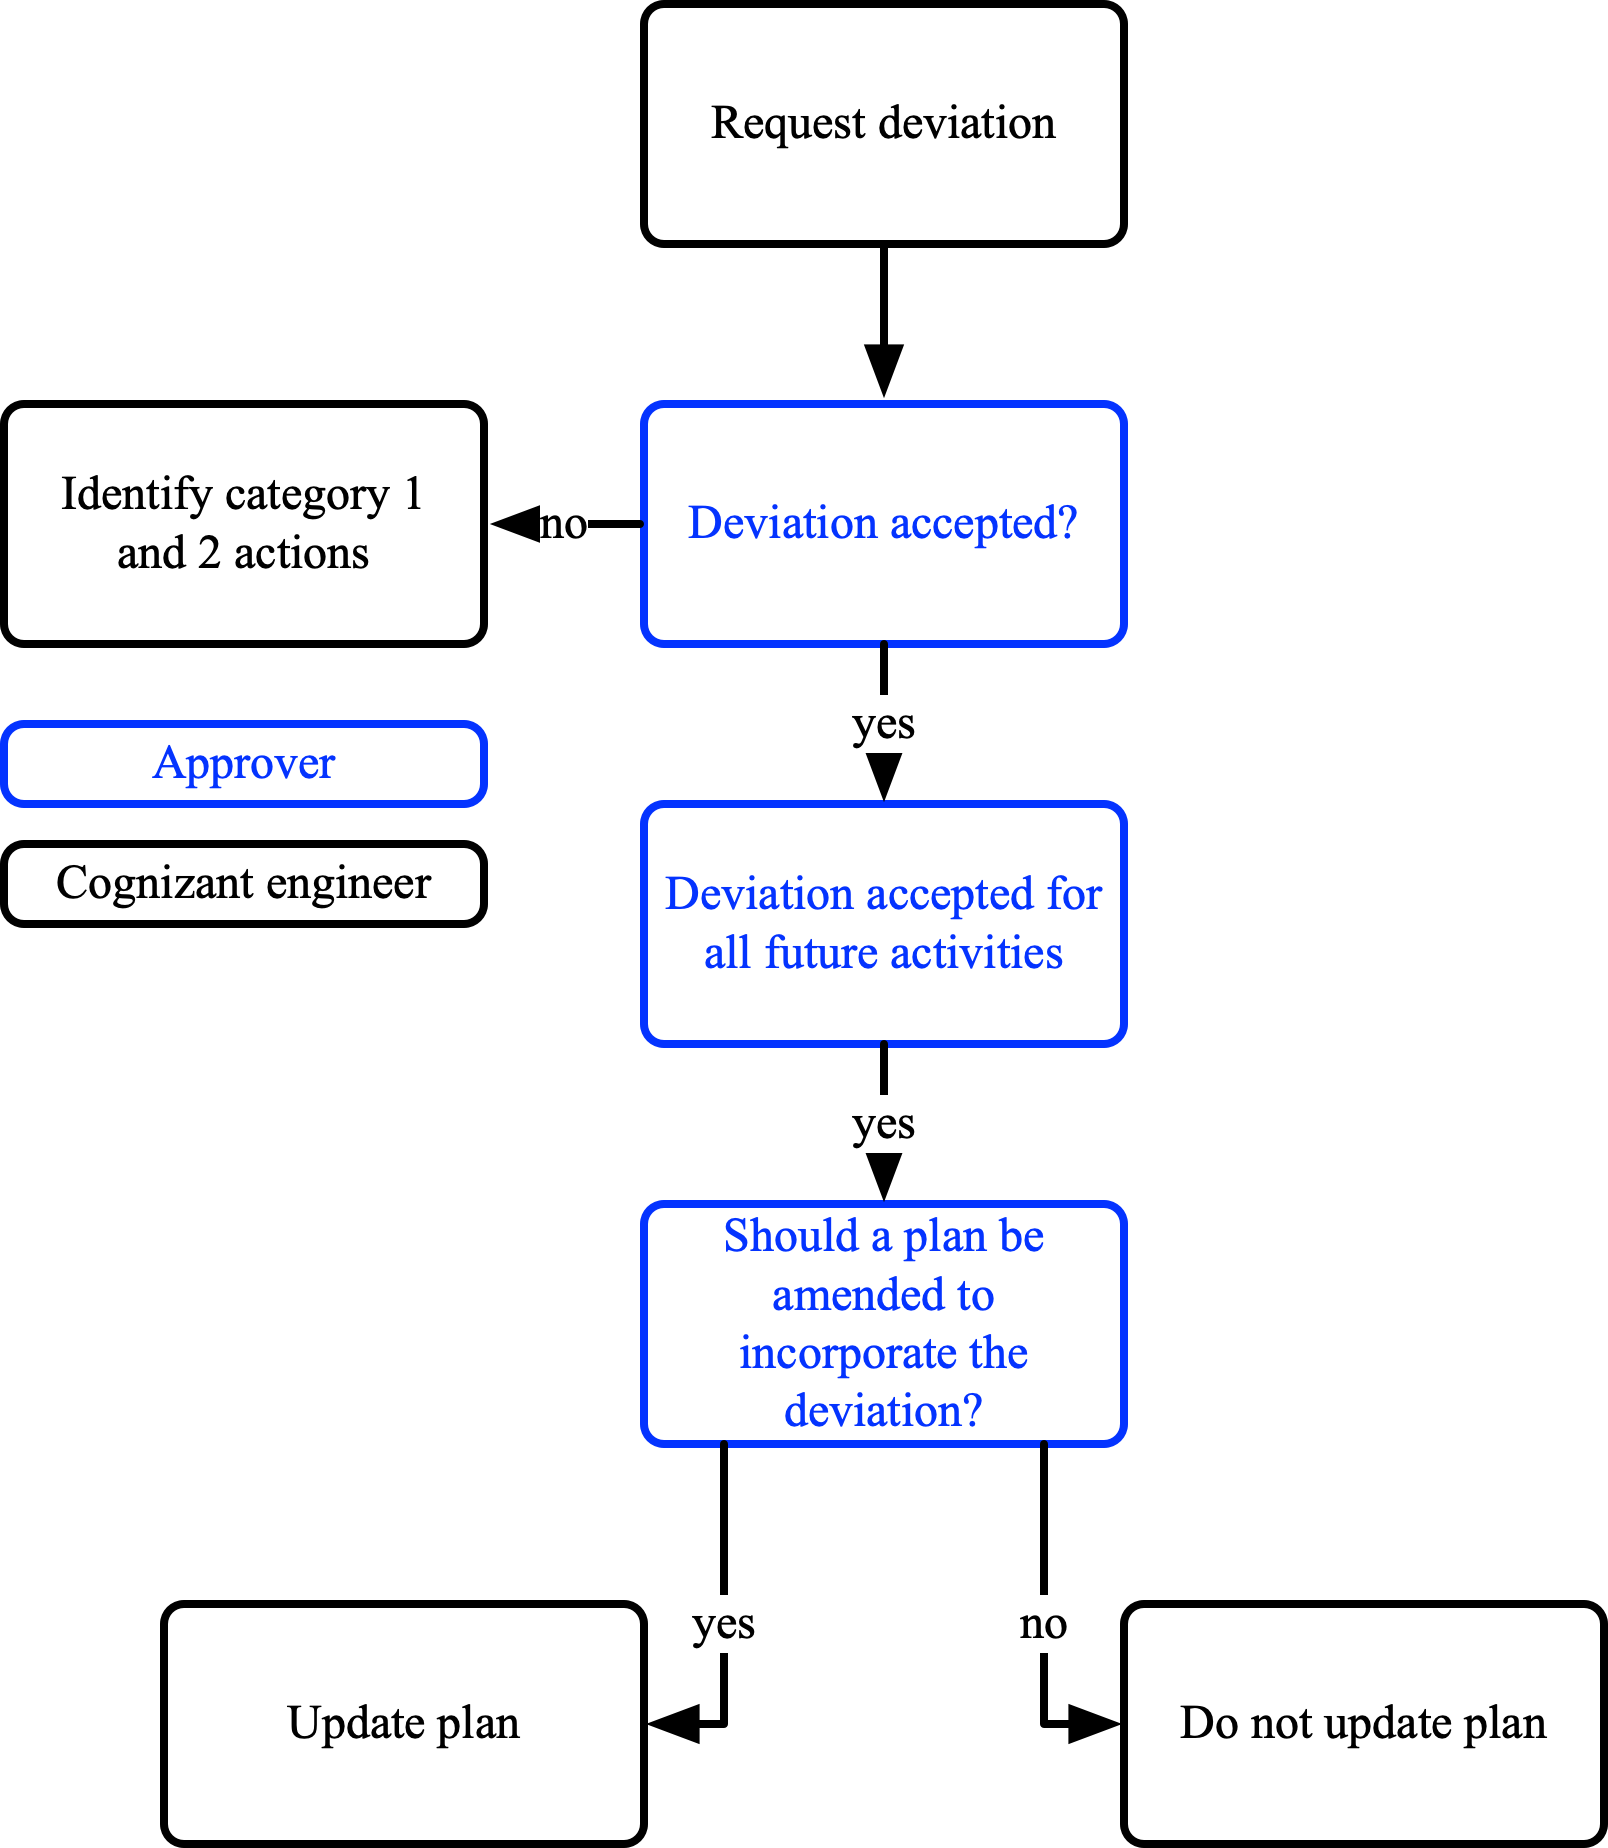 Request deviation
Identify category 1
and 2 actions
no
Deviation accepted?
yes
Approver
Cognizant engineer
Deviation accepted for
all future activities
yes
Should a plan be
amended to
incorporate the
deviation?
yes
no
Update plan
Do not update plan